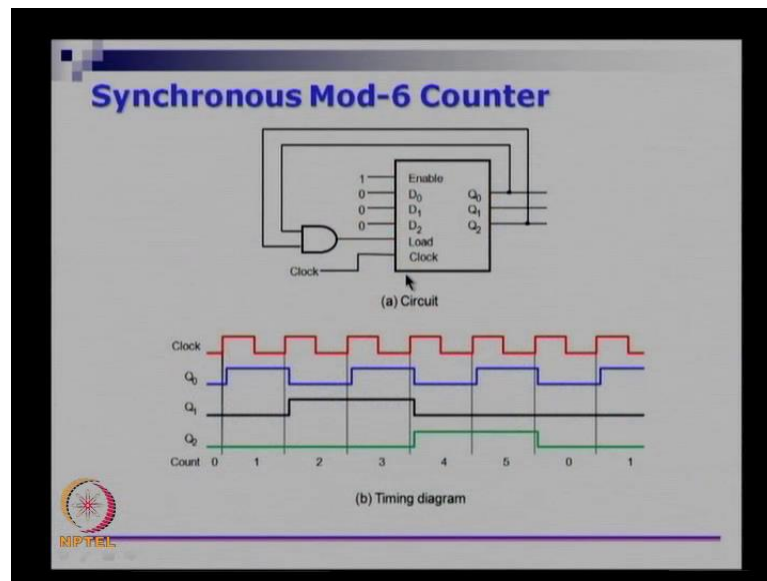 Synchronous Mod-6 Counter
1 Enable
0 D0 Q0
0 D1 Q1
0 D2 Q2
Load
Clock Clock
(a) Circuit
Clock
Q0
Q1
Q2
Count 0 1 2 3 4 5 0 1
(b) Timing diagram
NPTEL